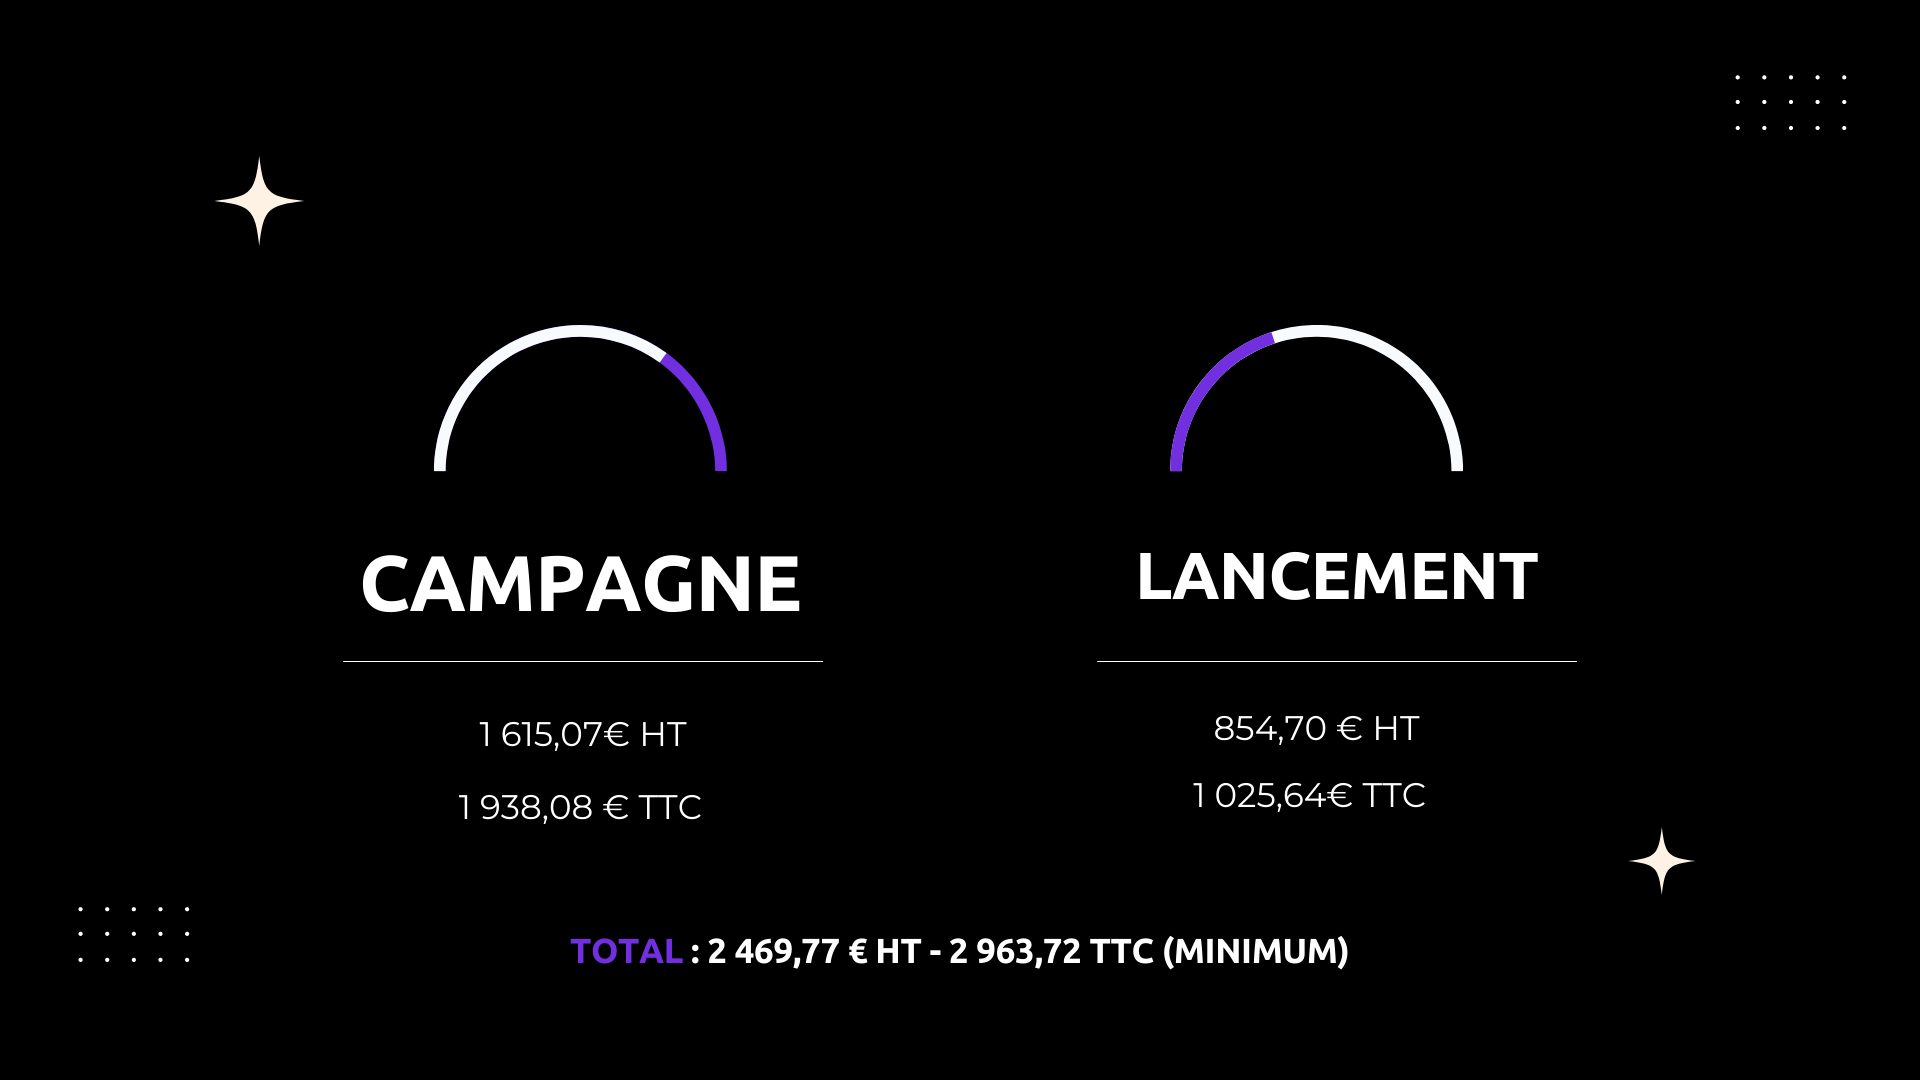 CAMPAGNE
1 615,07€ HT
1 938,08 € TTC
LANCEMENT
854,70 € HT
1 025,64€ TTC
TOTAL : 2 469,77 € HT - 2 963,72 TTC (MINIMUM)